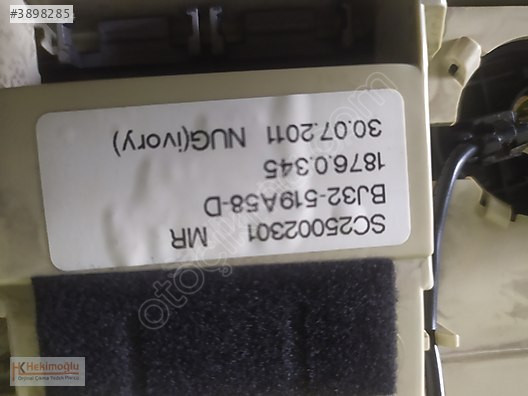 #3898285
SC25002301 MR
BJ32-519A58-D
1876.0.345
30.07.2011 NUG(ivory)
Hekimoğlu